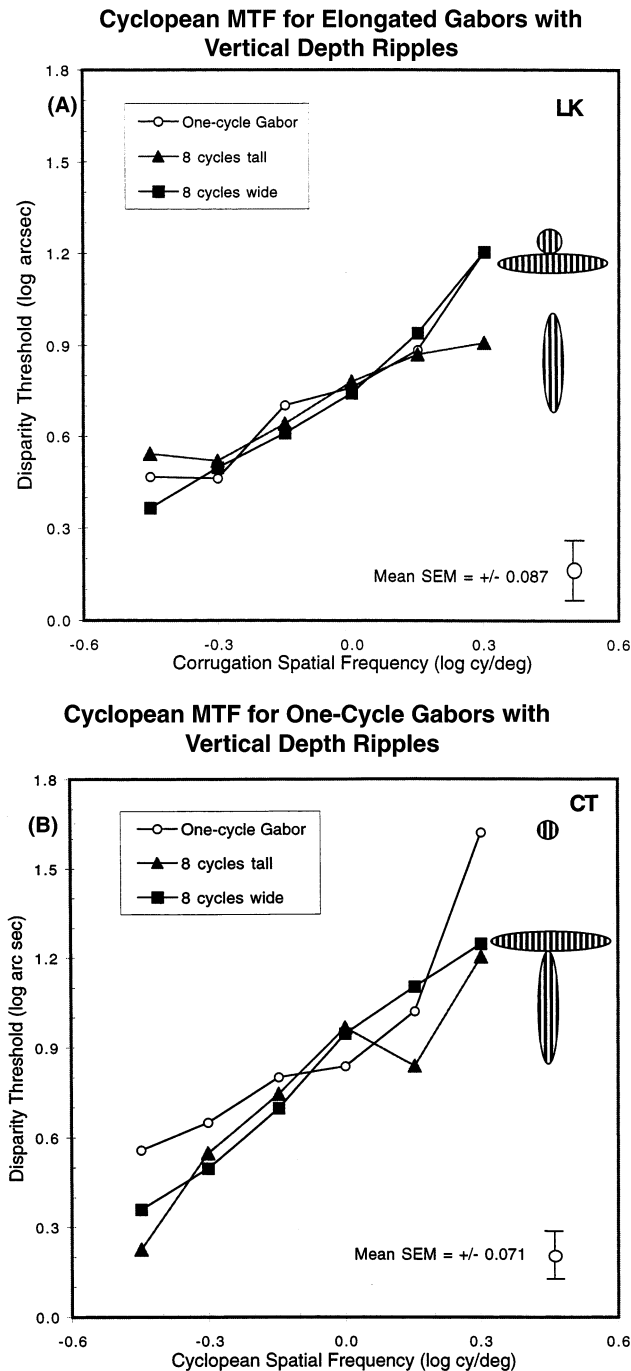 Cyclopean MTF for Elongated Gabors with
Vertical Depth Ripples
(A)
LK
One-cycle Gabor
8 cycles tall
8 cycles wide
1.8
1.5
1.2
0.9
0.6
0.3
0.0
Disparity Threshold (log arcsec)
Mean SEM = +/- 0.087
-0.6
-0.3
0.0
0.3
0.6
Corrugation Spatial Frequency (log cy/deg)
Cyclopean MTF for One-Cycle Gabors with
Vertical Depth Ripples
(B)
CT
One-cycle Gabor
8 cycles tall
8 cycles wide
1.8
1.5
1.2
0.9
0.6
0.3
0.0
Disparity Threshold (log arc sec)
Mean SEM = +/- 0.071
-0.6
-0.3
0.0
0.3
0.6
Cyclopean Spatial Frequency (log cy/deg)